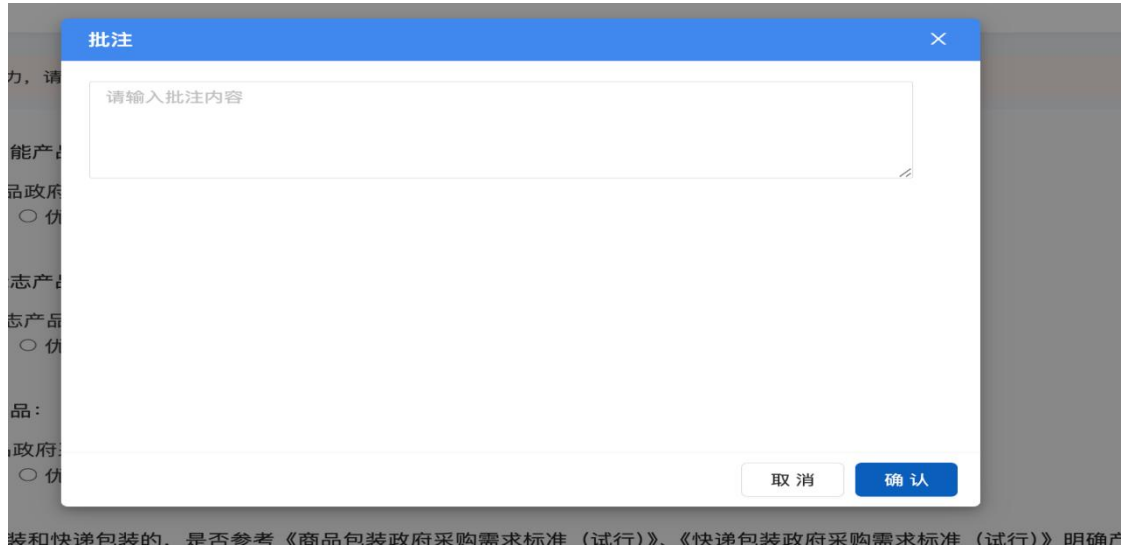 批注
力，请
请输入批注内容
能产品
品政府
优
志产品
志产品
优
品：
政府
优
取 消
确 认
装和快递包装的，是否参考《商品包装政府采购需求标准（试行）》、《快递包装政府采购需求标准（试行）》明确产